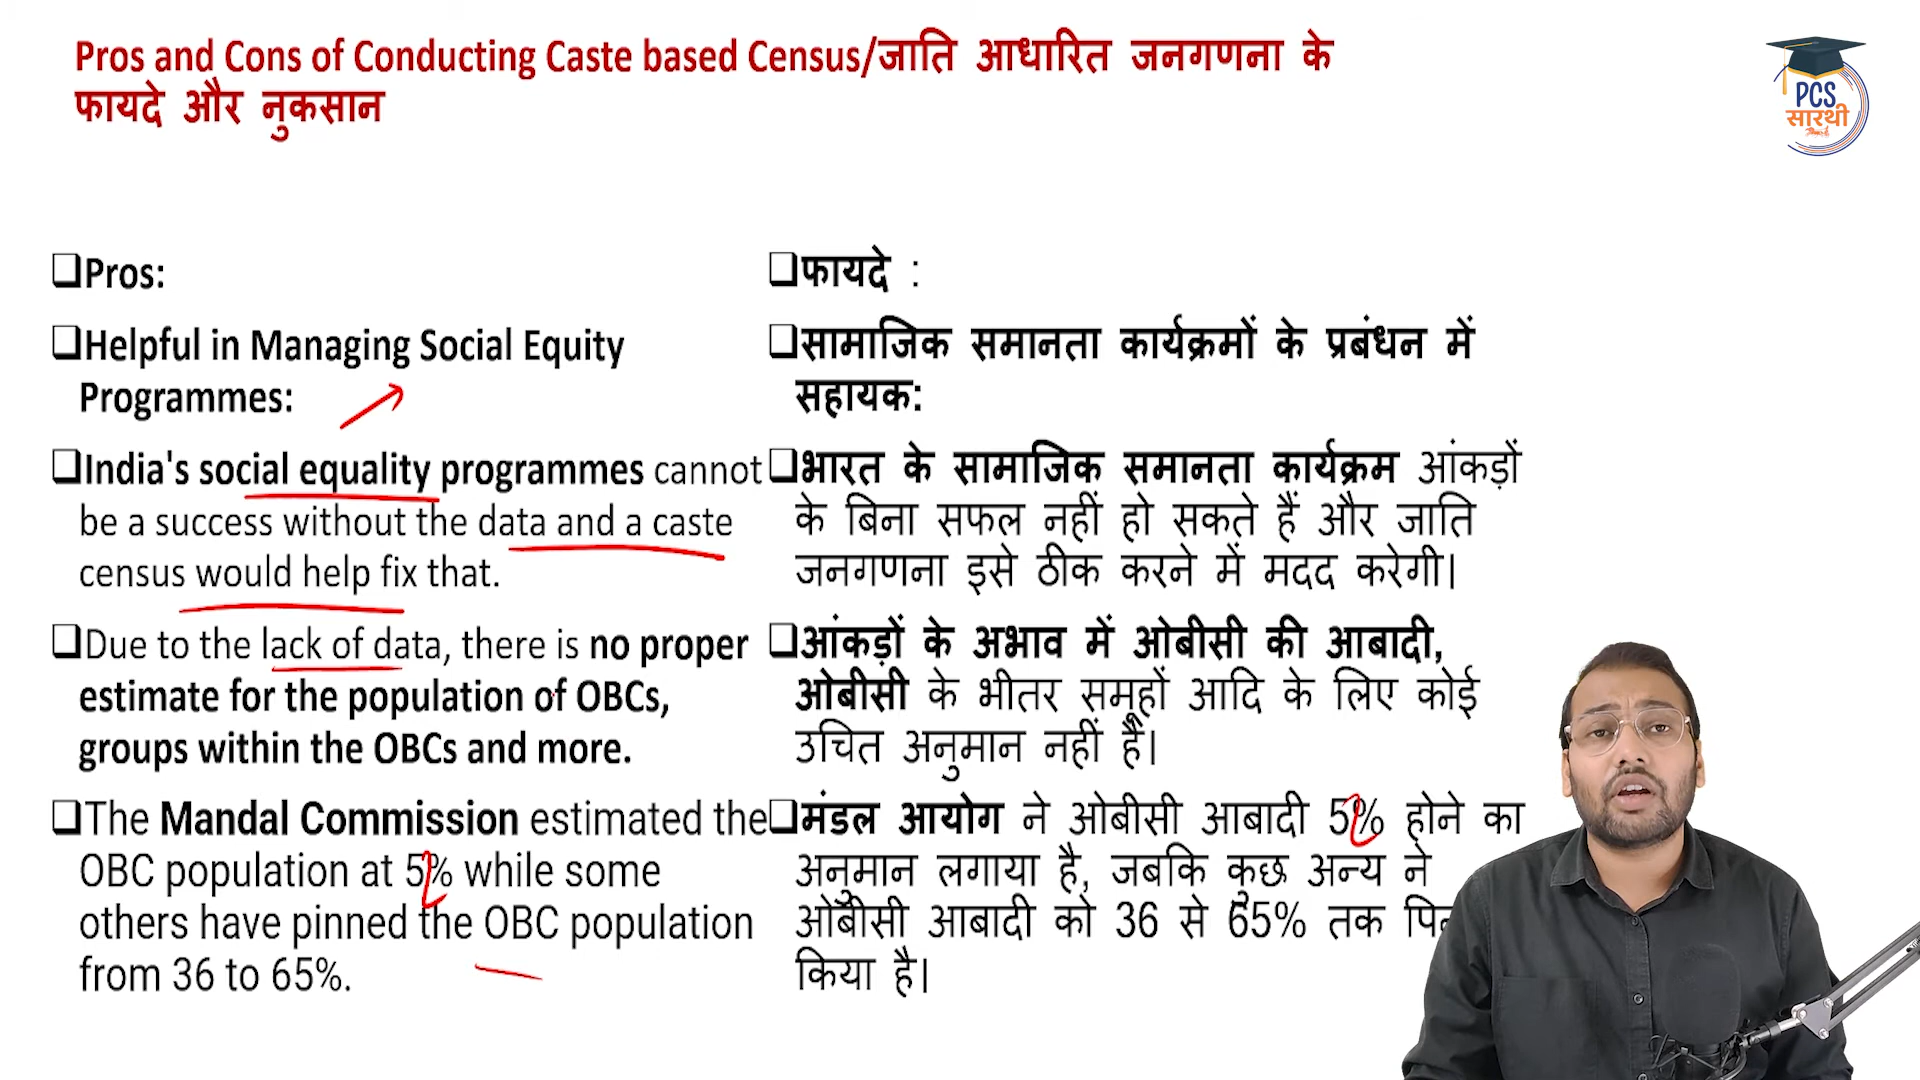 Pros and Cons of Conducting Caste based Census/जाति आधारित जनगणना के
फायदे और नुकसान
PCS
सारथी
❑Pros:
❑Helpful in Managing Social Equity
Programmes:
❑India's social equality programmes cannot
be a success without the data and a caste
census would help fix that.
❑Due to the lack of data, there is no proper
estimate for the population of OBCs,
groups within the OBCs and more.
❑The Mandal Commission estimated the
OBC population at 52% while some
others have pinned the OBC population
from 36 to 65%.
❑फायदे :
❑सामाजिक समानता कार्यक्रमों के प्रबंधन में
सहायक:
❑भारत के सामाजिक समानता कार्यक्रम आंकड़ों
के बिना सफल नहीं हो सकते हैं और जाति
जनगणना इसे ठीक करने में मदद करेगी।
❑आंकड़ों के अभाव में ओबीसी की आबादी,
ओबीसी के भीतर समूहों आदि के लिए कोई
उचित अनुमान नहीं है।
❑मंडल आयोग ने ओबीसी आबादी 52% होने का
अनुमान लगाया है, जबकि कुछ अन्य ने
ओबीसी आबादी को 36 से 65% तक
किया है।